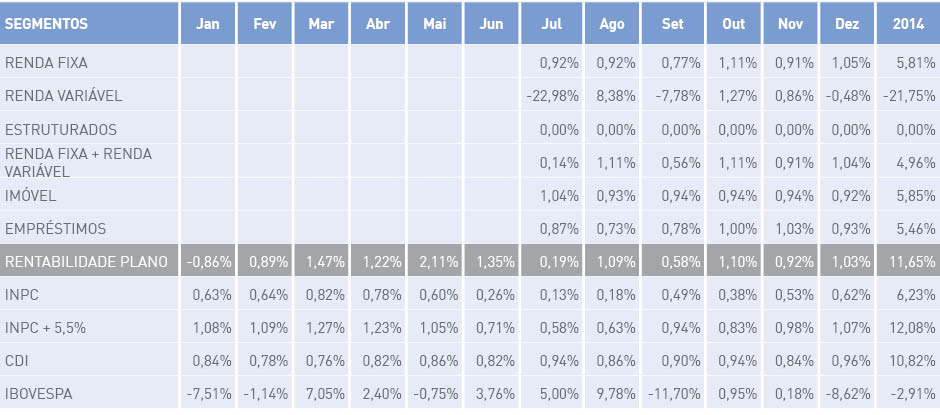 SEGMENTOS Jan Fev Mar Abr Mai Jun Jul Ago Set Out Nov Dez 2014
RENDA FIXA 0,92% 0,92% 0,77% 1,11% 0,91% 1,05% 5,81%
RENDA VARIÁVEL -22,98% 8,38% -7,78% 1,27% 0,86% -0,48% -21,75%
ESTRUTURADOS 0,00% 0,00% 0,00% 0,00% 0,00% 0,00% 0,00%
RENDA FIXA + RENDA
VARIÁVEL 0,14% 1,11% 0,56% 1,11% 0,91% 1,04% 4,96%
IMÓVEL 1,04% 0,93% 0,94% 0,94% 0,94% 0,92% 5,85%
EMPRÉSTIMOS 0,87% 0,73% 0,78% 1,00% 1,03% 0,93% 5,46%
RENTABILIDADE PLANO -0,86% 0,89% 1,47% 1,22% 2,11% 1,35% 0,19% 1,09% 0,58% 1,10% 0,92% 1,03% 11,65%
INPC 0,63% 0,64% 0,82% 0,78% 0,60% 0,26% 0,13% 0,18% 0,49% 0,38% 0,53% 0,62% 6,23%
INPC + 5,5% 1,08% 1,09% 1,27% 1,23% 1,05% 0,71% 0,58% 0,63% 0,94% 0,83% 0,98% 1,07% 12,08%
CDI 0,84% 0,78% 0,76% 0,82% 0,86% 0,82% 0,94% 0,86% 0,90% 0,94% 0,84% 0,96% 10,82%
IBOVESPA -7,51% -1,14% 7,05% 2,40% -0,75% 3,76% 5,00% 9,78% -11,70% 0,95% 0,18% -8,62% -2,91%